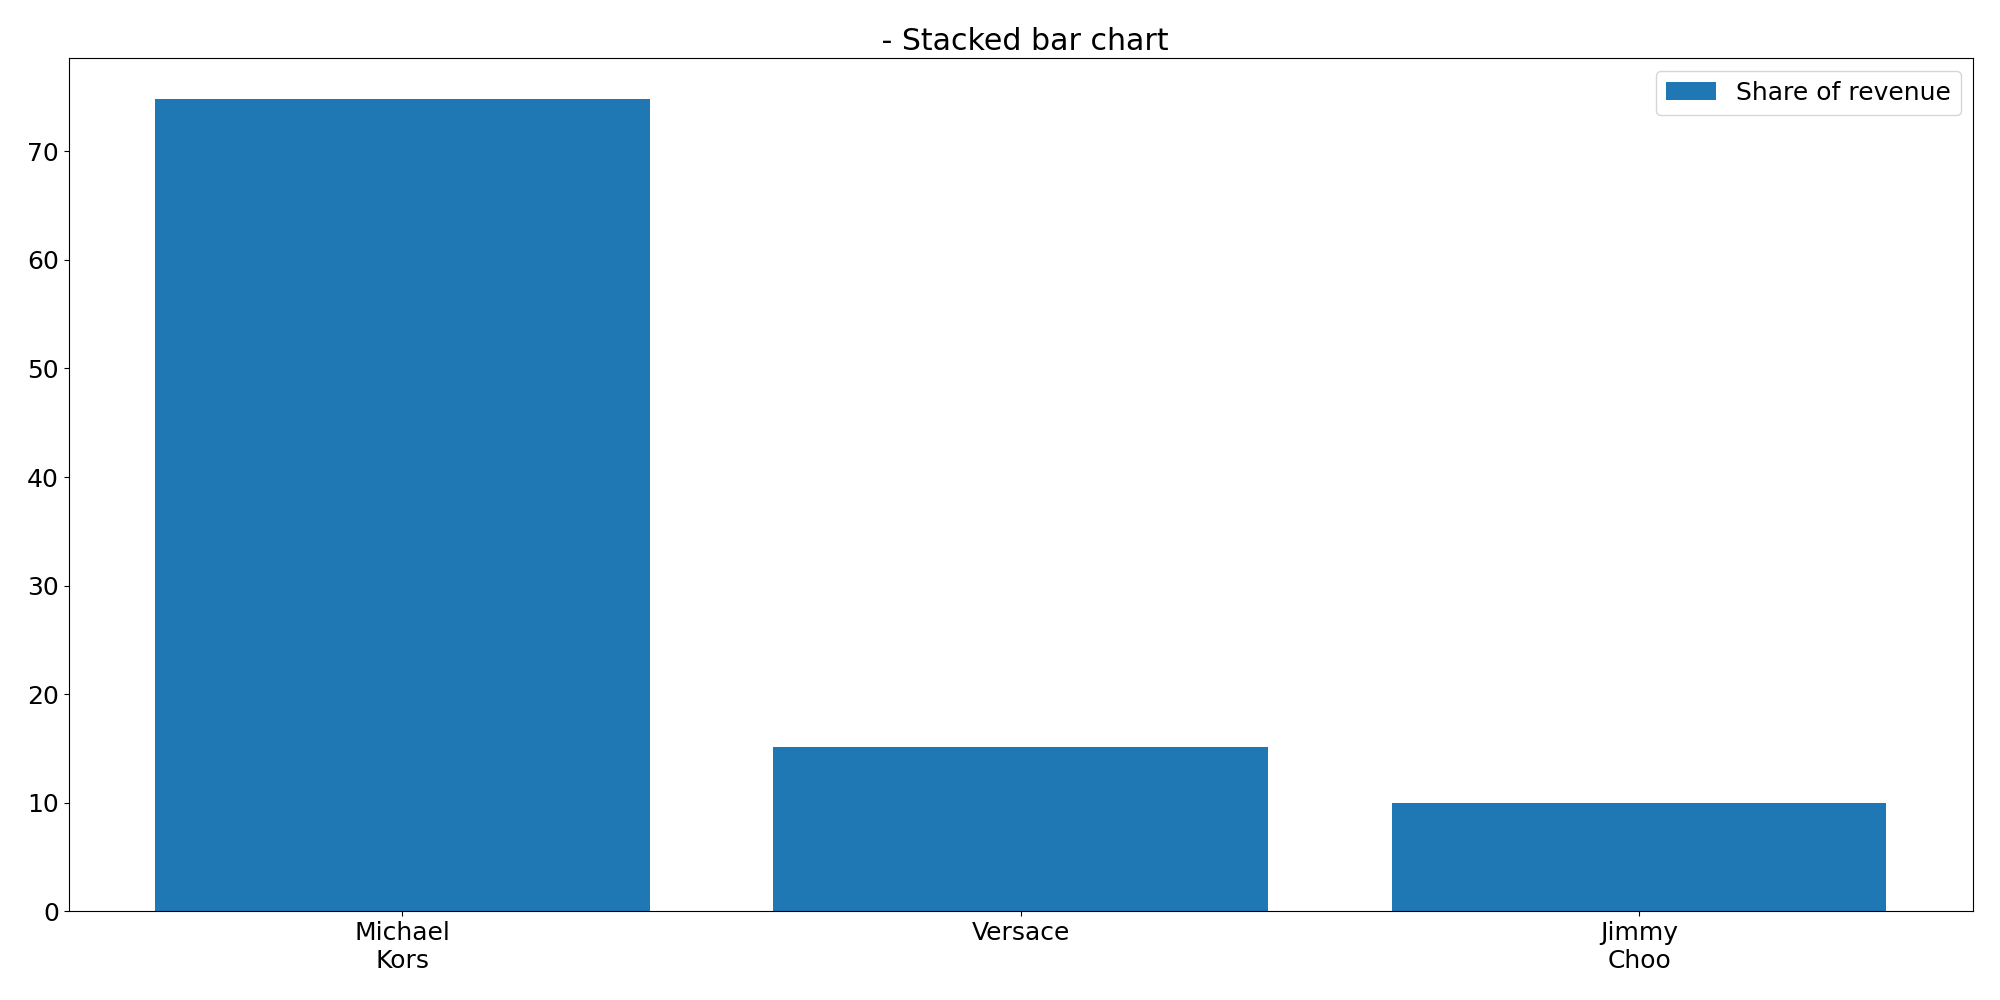 - Stacked bar chart
Share of revenue
70
60
50
40
30
20
10
0
Michael
Kors
Versace
Jimmy
Choo